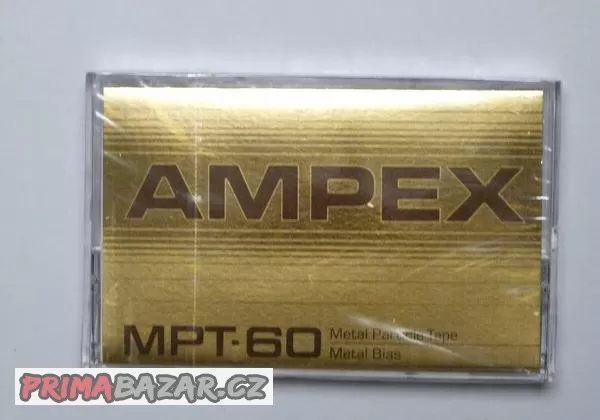 AMPEX
MPT-60
Metal Particle Tape
Metal Bias
PRIMABAZAR.CZ